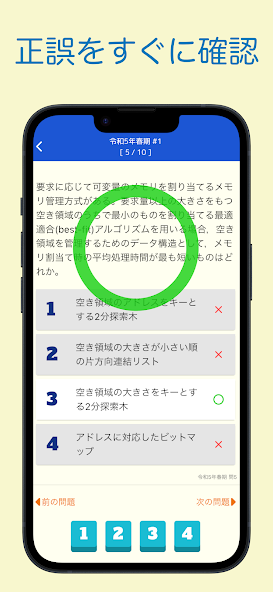 正誤をすぐに確認
令和5年春期 #1
[ 5 / 10 ]
要求に応じて可変量のメモリを割り当てるメモ
リ管理方式がある。要求量以上の大きさをもつ
空き領域のうちで最小のものを割り当てる最適
適合(best-fit)アルゴリズムを用いる場合，空き
領域を管理するためのデータ構造として，メモ
リ割当て時の平均処理時間が最も短いものはど
れか。
1 空き領域のアドレスをキーと
する2分探索木
2 空き領域の大きさが小さい順
の片方向連結リスト
3 空き領域の大きさをキーとす
る2分探索木
4 アドレスに対応したビットマ
ップ
令和5年春期 問5
前の問題 次の問題
1 2 3 4